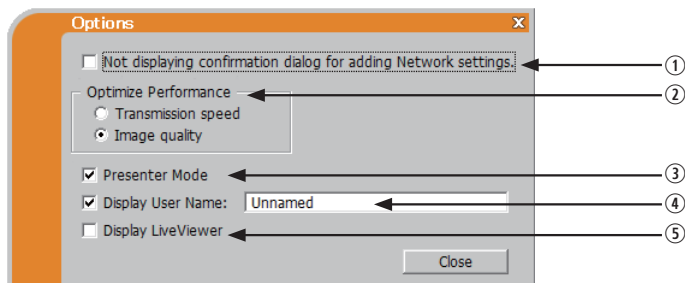 Options
Not displaying confirmation dialog for adding Network settings.
①
Optimize Performance
②
Transmission speed
Image quality
Presenter Mode
③
Display User Name: Unnamed
④
Display LiveViewer
⑤
Close